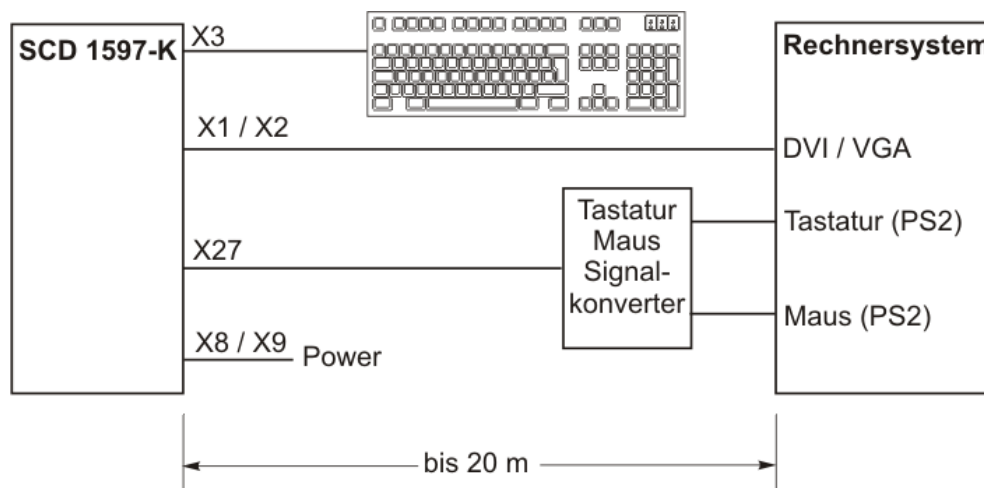 SCD 1597-K
X3
Rechnersystem
X1 / X2
DVI / VGA
Tastatur
Maus
Signal-
konverter
Tastatur (PS2)
X27
Maus (PS2)
X8 / X9
Power
bis 20 m